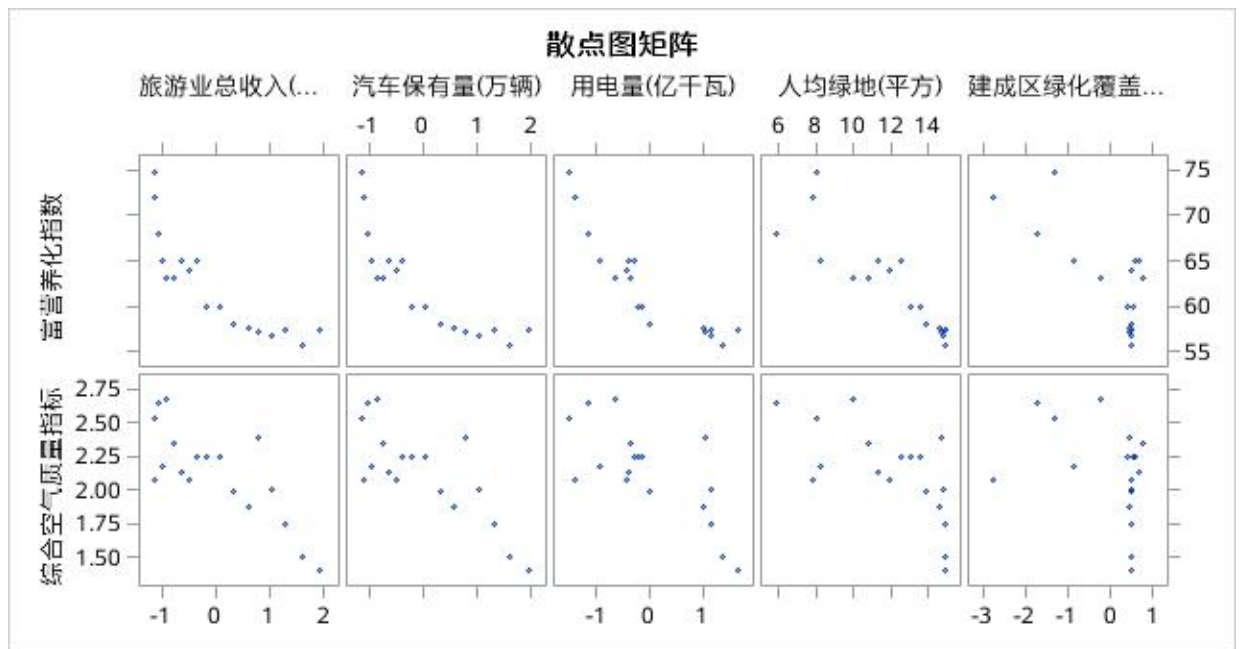 散点图矩阵
旅游业总收入(... 汽车保有量(万辆) 用电量(亿千瓦) 人均绿地(平方) 建成区绿化覆盖...
-1 0 1 2 6 8 10 12 14
富营养化指数
75
70
65
60
55
综合空气质量指标
2.75
2.50
2.25
2.00
1.75
1.50
-1 0 1 2 -1 0 1 -3 -2 -1 0 1